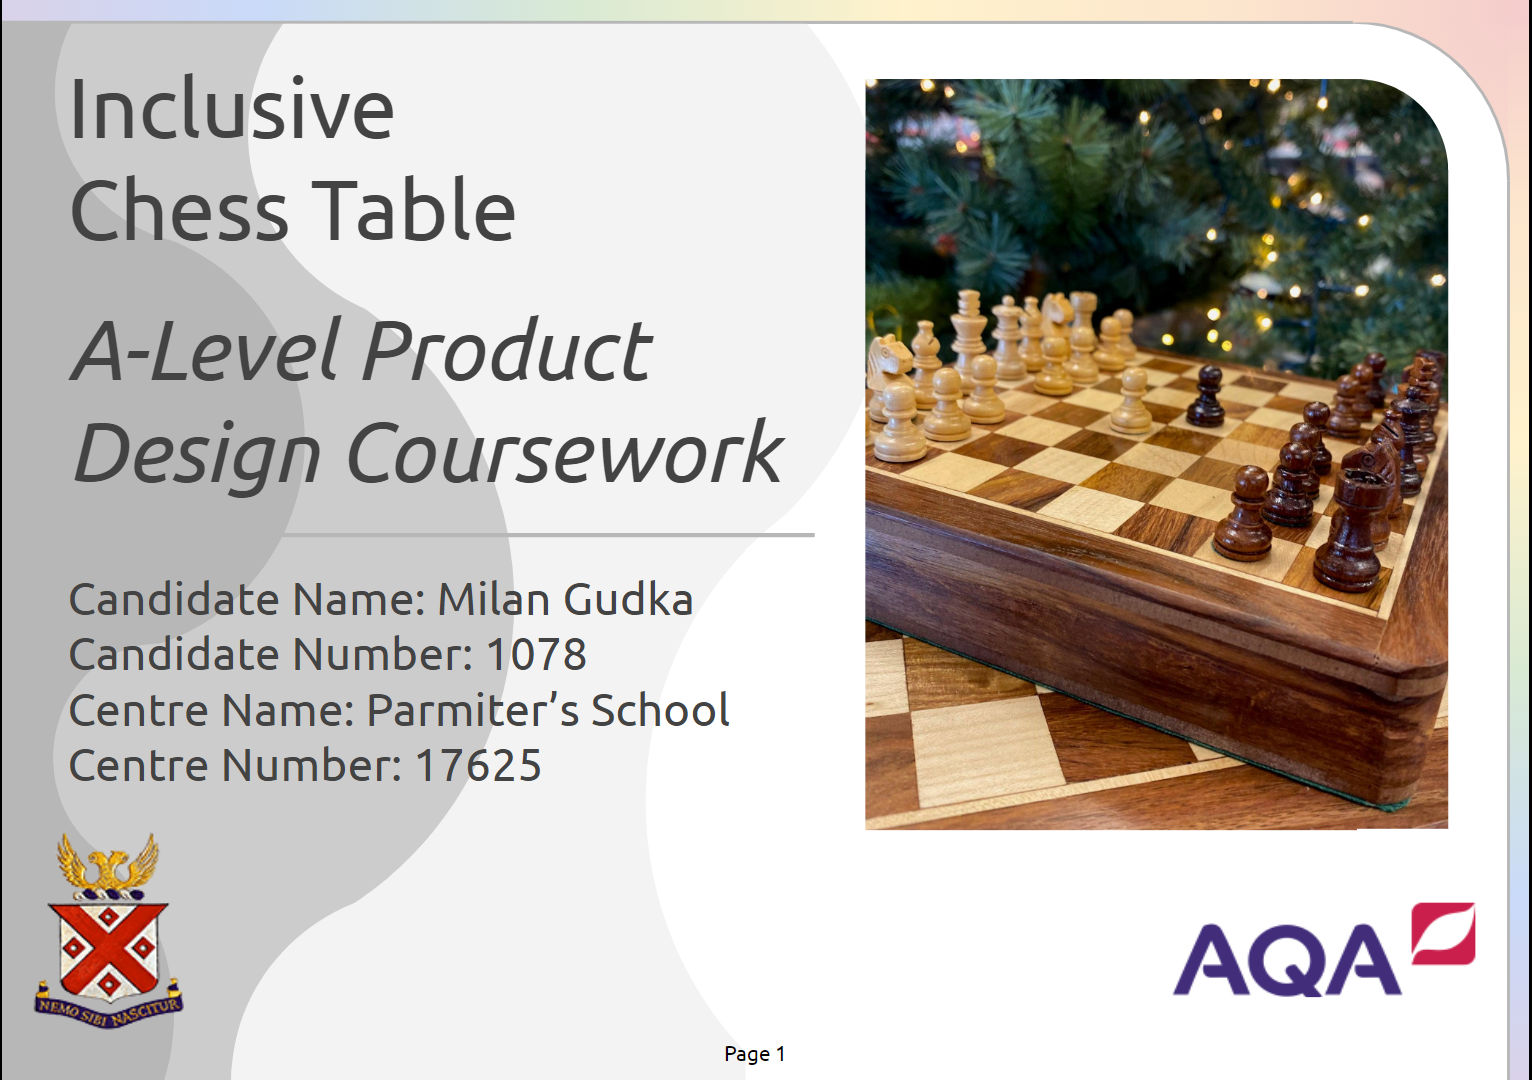 Inclusive
Chess Table
A-Level Product
Design Coursework
Candidate Name: Milan Gudka
Candidate Number: 1078
Centre Name: Parmiter’s School
Centre Number: 17625
NEMO SIBI NASCITUR
AQA
Page 1